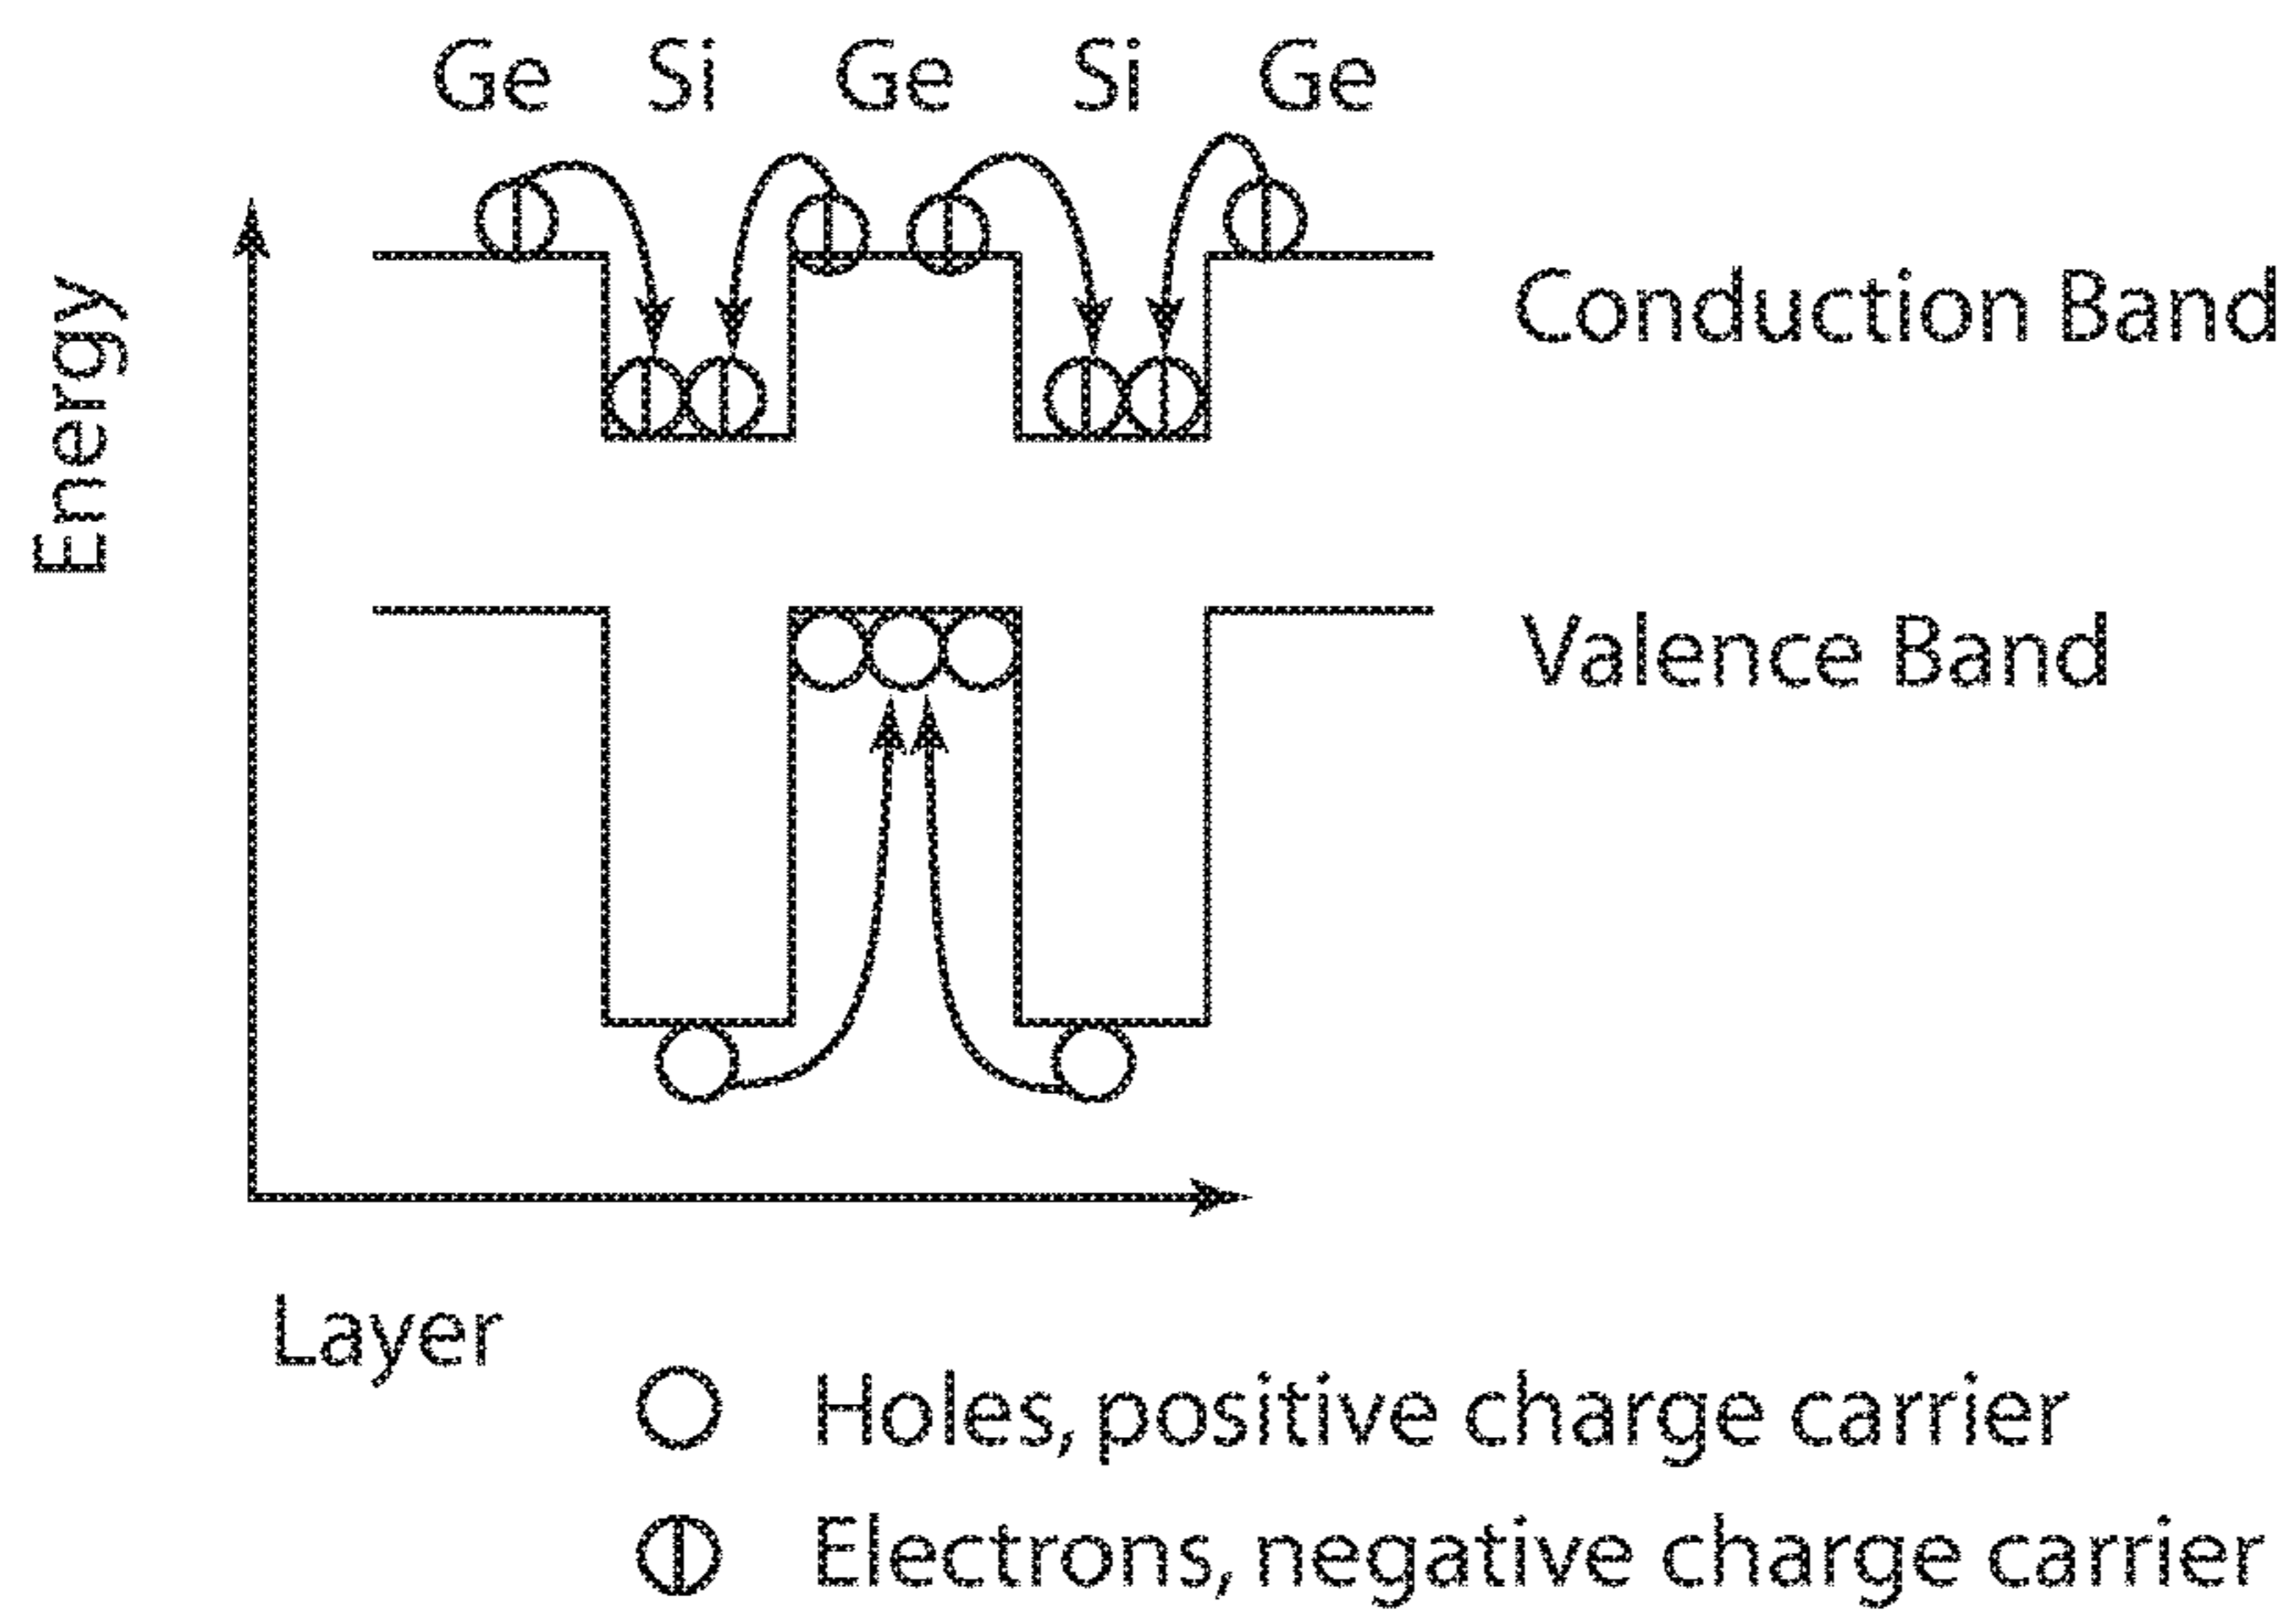 Ge Si Ge Si Ge
Energy
Conduction Band
Valence Band
Layer
Holes, positive charge carrier
Electrons, negative charge carrier